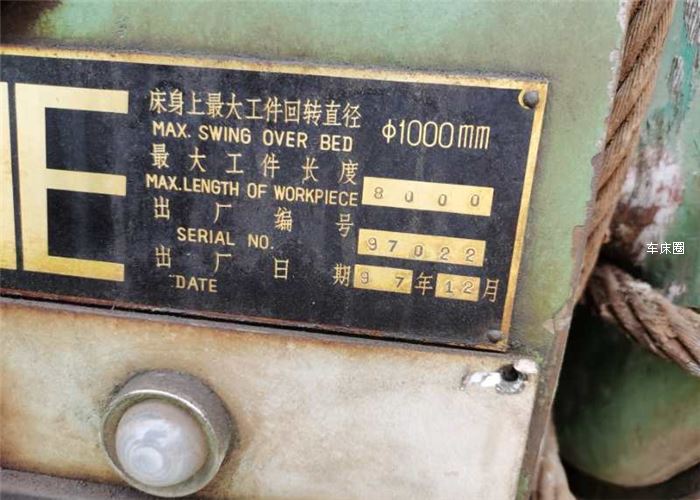 床身上最大工件回转直径
MAX. SWING OVER BED φ1000mm
最大工件长度
MAX.LENGTH OF WORKPIECE 8000
出厂编号
SERIAL NO. 97022
出厂日期 97年12月
DATE
车床圈